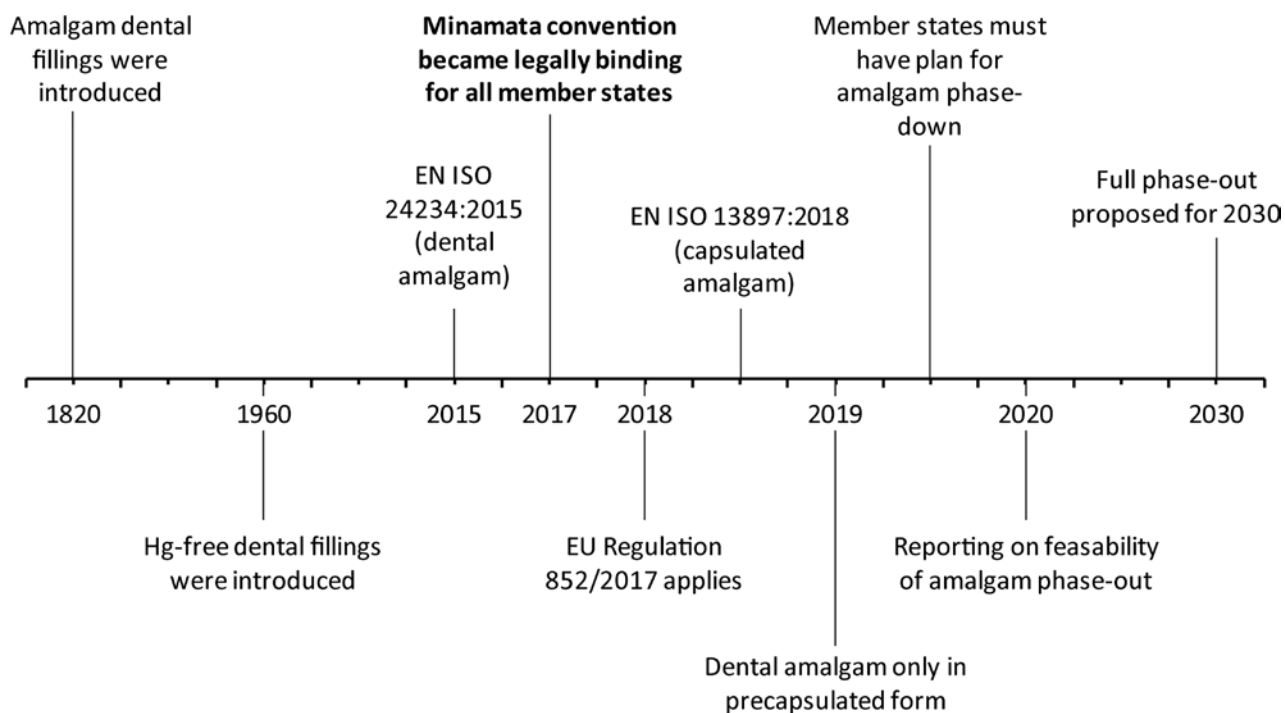 Amalgam dental
fillings were
introduced
Minamata convention
became legally binding
for all member states
Member states must
have plan for
amalgam phase-
down
EN ISO
24234:2015
(dental
amalgam)
EN ISO 13897:2018
(capsulated
amalgam)
Full phase-out
proposed for 2030
1820
1960
2015
2017
2018
2019
2020
2030
Hg-free dental fillings
were introduced
EU Regulation
852/2017 applies
Reporting on feasability
of amalgam phase-out
Dental amalgam only in
precapsulated form